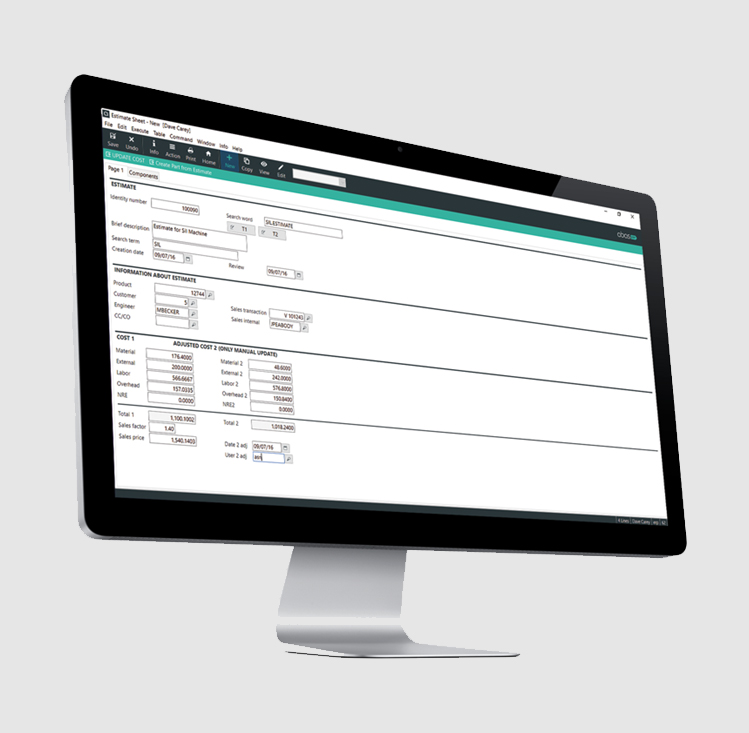 Estimate Sheet - New [Dave Carey]
File Edit Execute Table Command Window Info Help
Save Undo Info Action Print Home New Copy View Edit
UPDATE COST Create Part from Estimate
Page 1 Components
ESTIMATE
Identity number 100090 Search word SIL.ESTIMATE
T1 T2
Brief description Estimate for Sil Machine
Search term SIL
Creation date 09/07/16 Review 09/07/16
INFORMATION ABOUT ESTIMATE
Product 12744
Customer 5 Sales transaction V 101243
Engineer MBECKER Sales internal /PEABODY
CC/CO
COST 1 ADJUSTED COST 2 (ONLY MANUAL UPDATE)
Material 176.4000 Material 2 48.6000
External 200.0000 External 2 242.0000
Labor 566.6667 Labor 2 576.8000
Overhead 157.0335 Overhead 2 150.8400
NRE 0.0000 NRE2 0.0000
Total 1 1,100.1002 Total 2 1,018.2400
Sales factor 1.40
Sales price 1,540.1403 Date 2 adj 09/07/16
User 2 adj
4 Lines Dave Carey erp